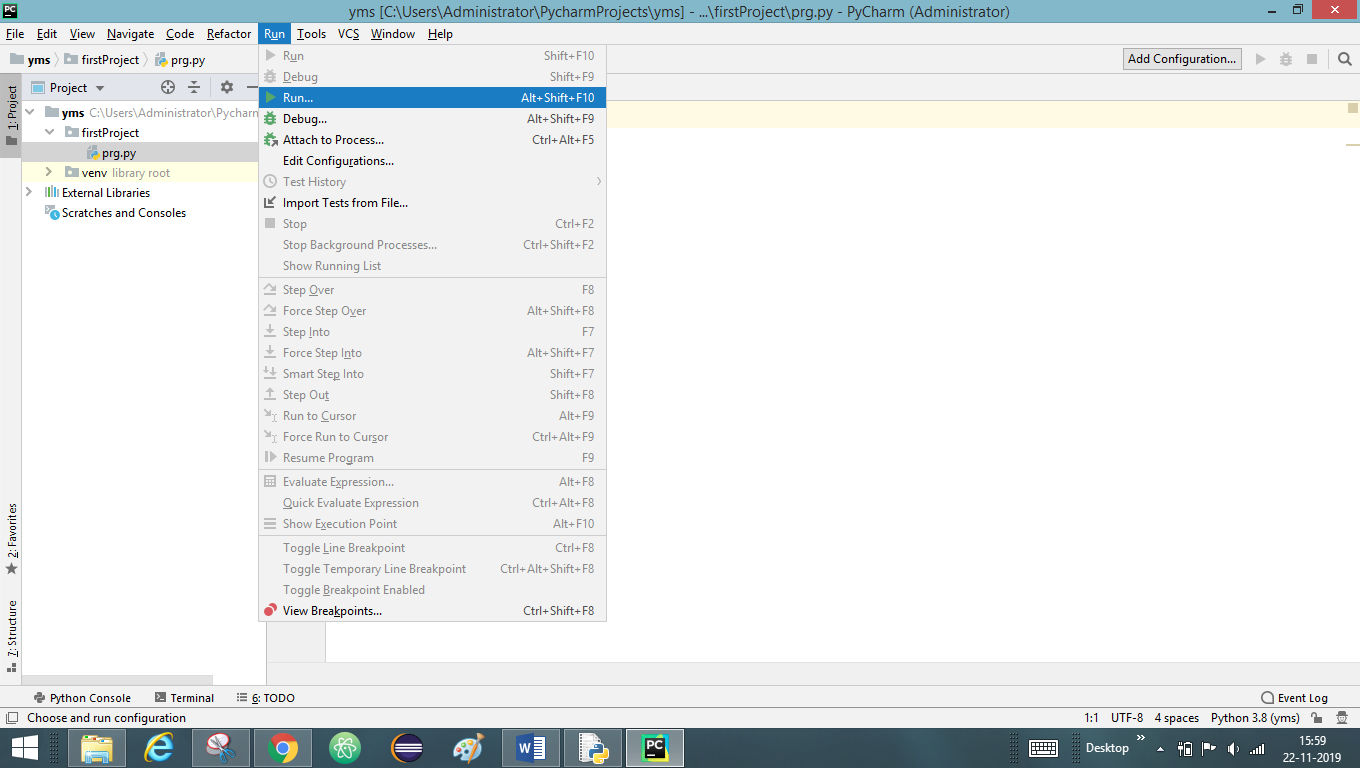 yms [C:\Users\Administrator\PycharmProjects\yms] - ...\firstProject\prg.py - PyCharm (Administrator)
File Edit View Navigate Code Refactor Run Tools VCS Window Help
yms firstProject prg.py
Add Configuration...
1: Project
Project
yms C:\Users\Administrator\Pycharm
firstProject
prg.py
venv library root
External Libraries
Scratches and Consoles
Run Shift+F10
Debug Shift+F9
Run... Alt+Shift+F10
Debug... Alt+Shift+F9
Attach to Process... Ctrl+Alt+F5
Edit Configurations...
Test History
Import Tests from File...
Stop Ctrl+F2
Stop Background Processes... Ctrl+Shift+F2
Show Running List
Step Over F8
Force Step Over Alt+Shift+F8
Step Into F7
Force Step Into Alt+Shift+F7
Smart Step Into Shift+F7
Step Out Shift+F8
Run to Cursor Alt+F9
Force Run to Cursor Ctrl+Alt+F9
Resume Program F9
Evaluate Expression... Alt+F8
Quick Evaluate Expression Ctrl+Alt+F8
Show Execution Point Alt+F10
Toggle Line Breakpoint Ctrl+F8
Toggle Temporary Line Breakpoint Ctrl+Alt+Shift+F8
Toggle Breakpoint Enabled
View Breakpoints... Ctrl+Shift+F8
2: Favorites
7: Structure
Python Console Terminal 6: TODO Event Log
Choose and run configuration 1:1 UTF-8 4 spaces Python 3.8 (yms)
Desktop
15:59
22-11-2019